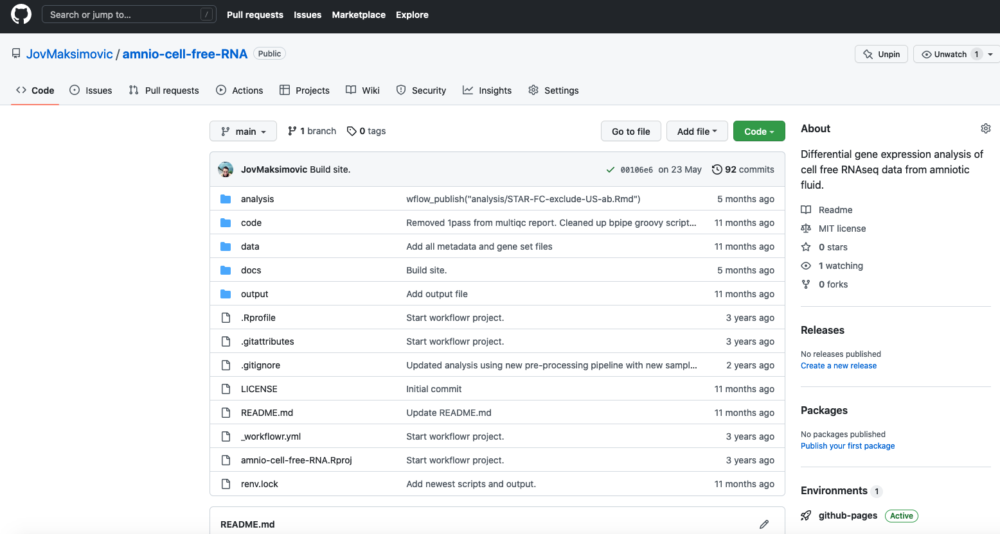 Search or jump to... /
Pull requests Issues Marketplace Explore
JovMaksimovic / amnio-cell-free-RNA Public
Unpin Unwatch 1
Code Issues Pull requests Actions Projects Wiki Security Insights Settings
main 1 branch 0 tags
Go to file Add file Code
JovMaksimovic Build site. 00106e6 on 23 May 92 commits
analysis wflow_publish("analysis/STAR-FC-exclude-US-ab.Rmd") 5 months ago
code Removed 1pass from multiqc report. Cleaned up bpipe groovy script... 11 months ago
data Add all metadata and gene set files 11 months ago
docs Build site. 5 months ago
output Add output file 11 months ago
.Rprofile Start workflowr project. 3 years ago
.gitattributes Start workflowr project. 3 years ago
.gitignore Updated analysis using new pre-processing pipeline with new sampl... 2 years ago
LICENSE Initial commit 11 months ago
README.md Update README.md 11 months ago
_workflowr.yml Start workflowr project. 3 years ago
amnio-cell-free-RNA.Rproj Start workflowr project. 3 years ago
renv.lock Add newest scripts and output. 11 months ago
README.md
About
Differential gene expression analysis of
cell free RNAseq data from amniotic
fluid.
Readme
MIT license
0 stars
1 watching
0 forks
Releases
No releases published
Create a new release
Packages
No packages published
Publish your first package
Environments 1
github-pages Active